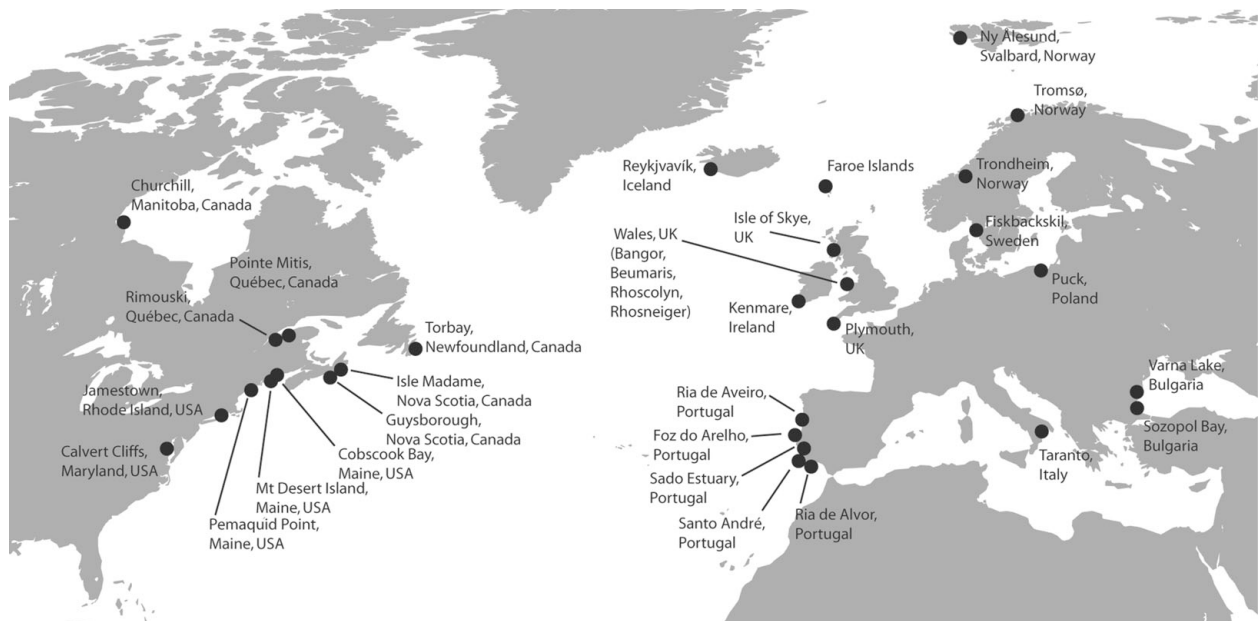 Ny Ålesund,
Svalbard, Norway
Tromsø,
Norway
Reykjvavík,
Iceland
Faroe Islands
Trondheim,
Norway
Churchill,
Manitoba, Canada
Isle of Skye,
UK
Fiskbackskil,
Sweden
Wales, UK
(Bangor,
Beumaris,
Rhoscolyn,
Rhosneiger)
Pointe Mitis,
Québec, Canada
Puck,
Poland
Rimouski,
Québec, Canada
Kenmare,
Ireland
Torbay,
Newfoundland, Canada
Plymouth,
UK
Varna Lake,
Bulgaria
Jamestown,
Rhode Island, USA
Isle Madame,
Nova Scotia, Canada
Ria de Aveiro,
Portugal
Guysborough,
Nova Scotia, Canada
Sozopol Bay,
Bulgaria
Foz do Arelho,
Portugal
Calvert Cliffs,
Maryland, USA
Cobscook Bay,
Maine, USA
Taranto,
Italy
Sado Estuary,
Portugal
Mt Desert Island,
Maine, USA
Ria de Alvor,
Portugal
Santo André,
Portugal
Pemaquid Point,
Maine, USA